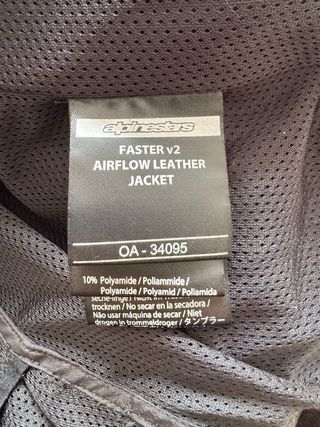 alpinestars
FASTER v2
AIRFLOW LEATHER
JACKET
OA - 34095
10% Polyamide / Poliammide /
Polyamide / Polyamid / Poliamida
trocknen / No secar en la secadora /
Não usar máquina de secar / Niet
drogen in trommeldroger / タンブラー